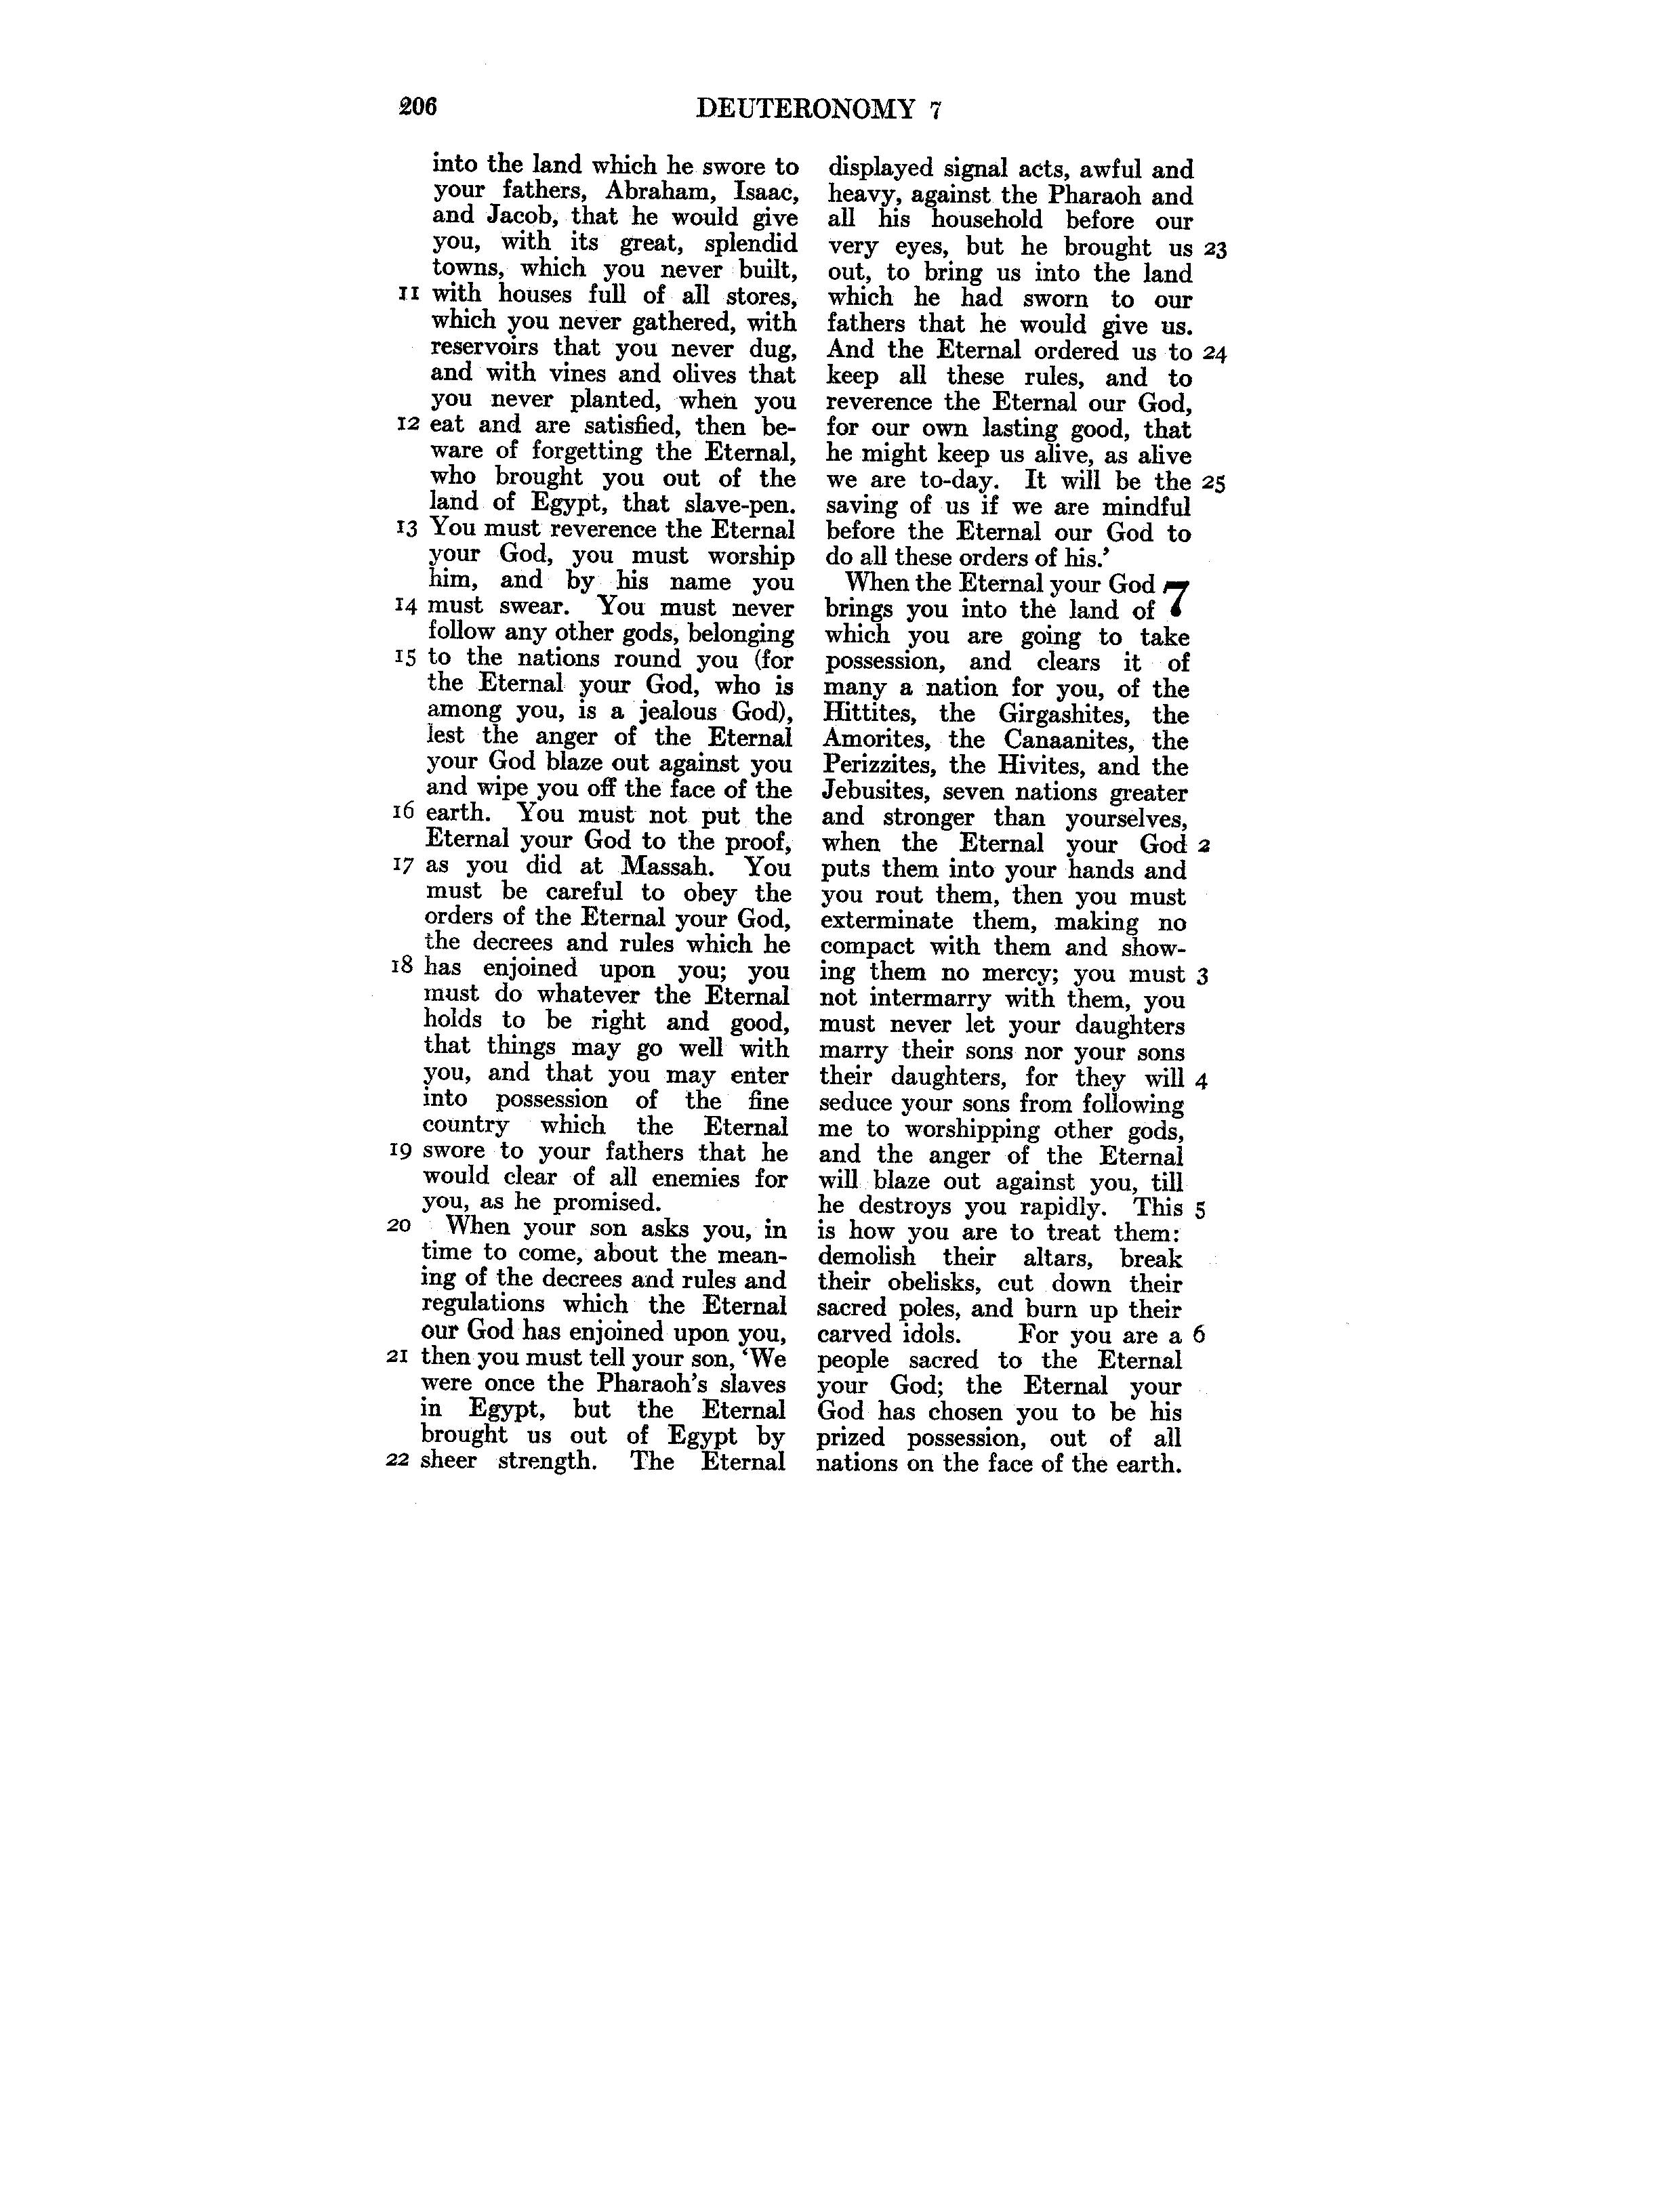 206 DEUTERONOMY 7
into the land which he swore to
your fathers, Abraham, Isaac,
and Jacob, that he would give
you, with its great, splendid
towns, which you never built,
11 with houses full of all stores,
which you never gathered, with
reservoirs that you never dug,
and with vines and olives that
you never planted, when you
12 eat and are satisfied, then be-
ware of forgetting the Eternal,
who brought you out of the
land of Egypt, that slave-pen.
13 You must reverence the Eternal
your God, you must worship
him, and by his name you
14 must swear. You must never
follow any other gods, belonging
15 to the nations round you (for
the Eternal your God, who is
among you, is a jealous God),
lest the anger of the Eternal
your God blaze out against you
and wipe you off the face of the
16 earth. You must not put the
Eternal your God to the proof,
17 as you did at Massah. You
must be careful to obey the
orders of the Eternal your God,
the decrees and rules which he
18 has enjoined upon you; you
must do whatever the Eternal
holds to be right and good,
that things may go well with
you, and that you may enter
into possession of the fine
country which the Eternal
19 swore to your fathers that he
would clear of all enemies for
you, as he promised.
20 When your son asks you, in
time to come, about the mean-
ing of the decrees and rules and
regulations which the Eternal
our God has enjoined upon you,
21 then you must tell your son, ‘We
were once the Pharaoh's slaves
in Egypt, but the Eternal
brought us out of Egypt by
22 sheer strength. The Eternal
displayed signal acts, awful and
heavy, against the Pharaoh and
all his household before our
very eyes, but he brought us 23
out, to bring us into the land
which he had sworn to our
fathers that he would give us.
And the Eternal ordered us to 24
keep all these rules, and to
reverence the Eternal our God,
for our own lasting good, that
he might keep us alive, as alive
we are to-day. It will be the 25
saving of us if we are mindful
before the Eternal our God to
do all these orders of his.’
When the Eternal your God 7
brings you into the land of
which you are going to take
possession, and clears it of
many a nation for you, of the
Hittites, the Girgashites, the
Amorites, the Canaanites, the
Perizzites, the Hivites, and the
Jebusites, seven nations greater
and stronger than yourselves,
when the Eternal your God 2
puts them into your hands and
you rout them, then you must
exterminate them, making no
compact with them and show-
ing them no mercy; you must 3
not intermarry with them, you
must never let your daughters
marry their sons nor your sons
their daughters, for they will 4
seduce your sons from following
me to worshipping other gods,
and the anger of the Eternal
will blaze out against you, till
he destroys you rapidly. This 5
is how you are to treat them:
demolish their altars, break
their obelisks, cut down their
sacred poles, and burn up their
carved idols. For you are a 6
people sacred to the Eternal
your God; the Eternal your
God has chosen you to be his
prized possession, out of all
nations on the face of the earth.